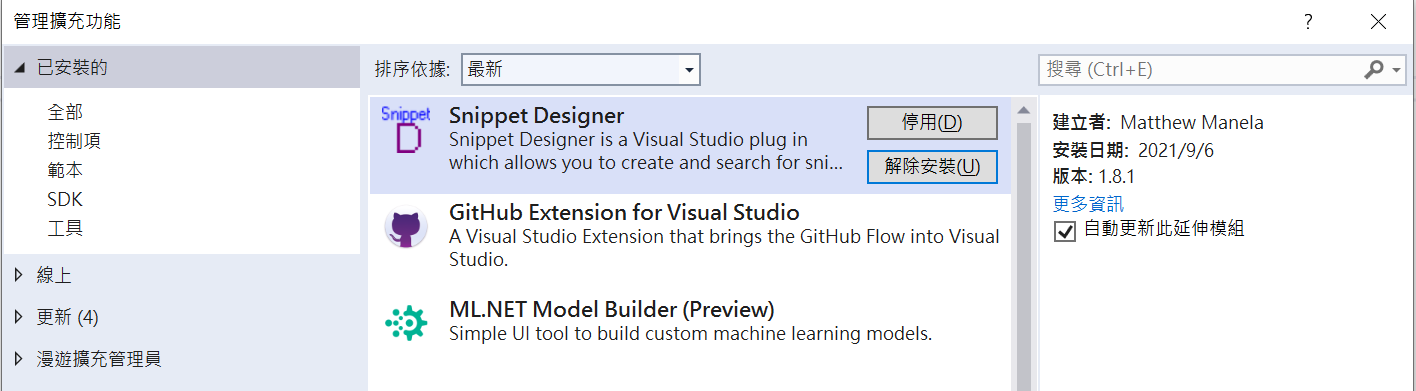 管理擴充功能
?
已安裝的
全部
控制項
範本
SDK
工具
線上
更新 (4)
漫遊擴充管理員
排序依據: 最新
Snippet
D
Snippet Designer
Snippet Designer is a Visual Studio plug in
which allows you to create and search for sni...
停用(D)
解除安裝(U)
GitHub Extension for Visual Studio
A Visual Studio Extension that brings the GitHub Flow into Visual
Studio.
ML.NET Model Builder (Preview)
Simple UI tool to build custom machine learning models.
搜尋 (Ctrl+E)
建立者: Matthew Manela
安裝日期: 2021/9/6
版本: 1.8.1
更多資訊
自動更新此延伸模組